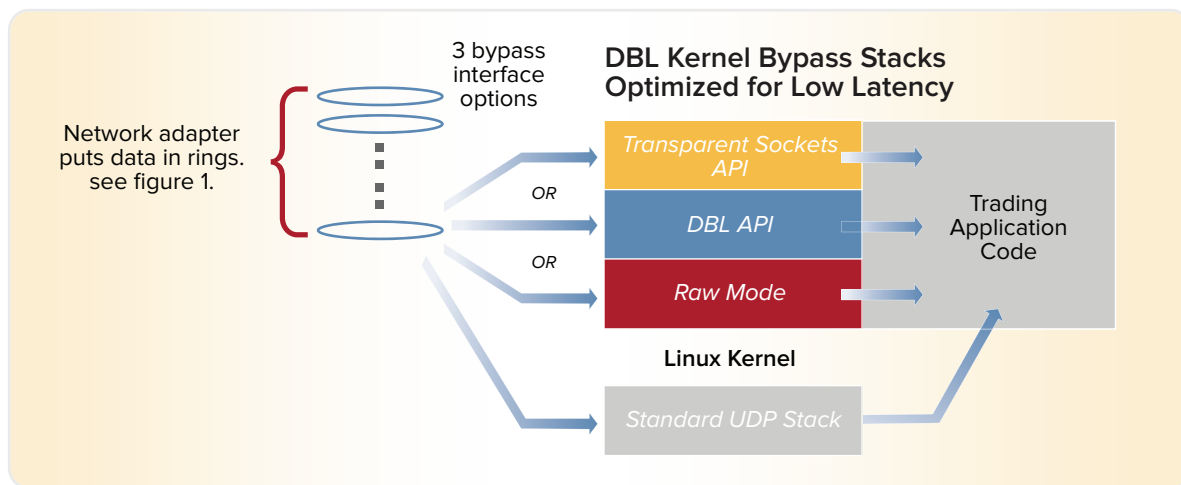 3 bypass
interface
options
DBL Kernel Bypass Stacks
Optimized for Low Latency
Network adapter
puts data in rings.
see figure 1.
Transparent Sockets
API
OR
DBL API
OR
Raw Mode
Trading
Application
Code
Linux Kernel
Standard UDP Stack